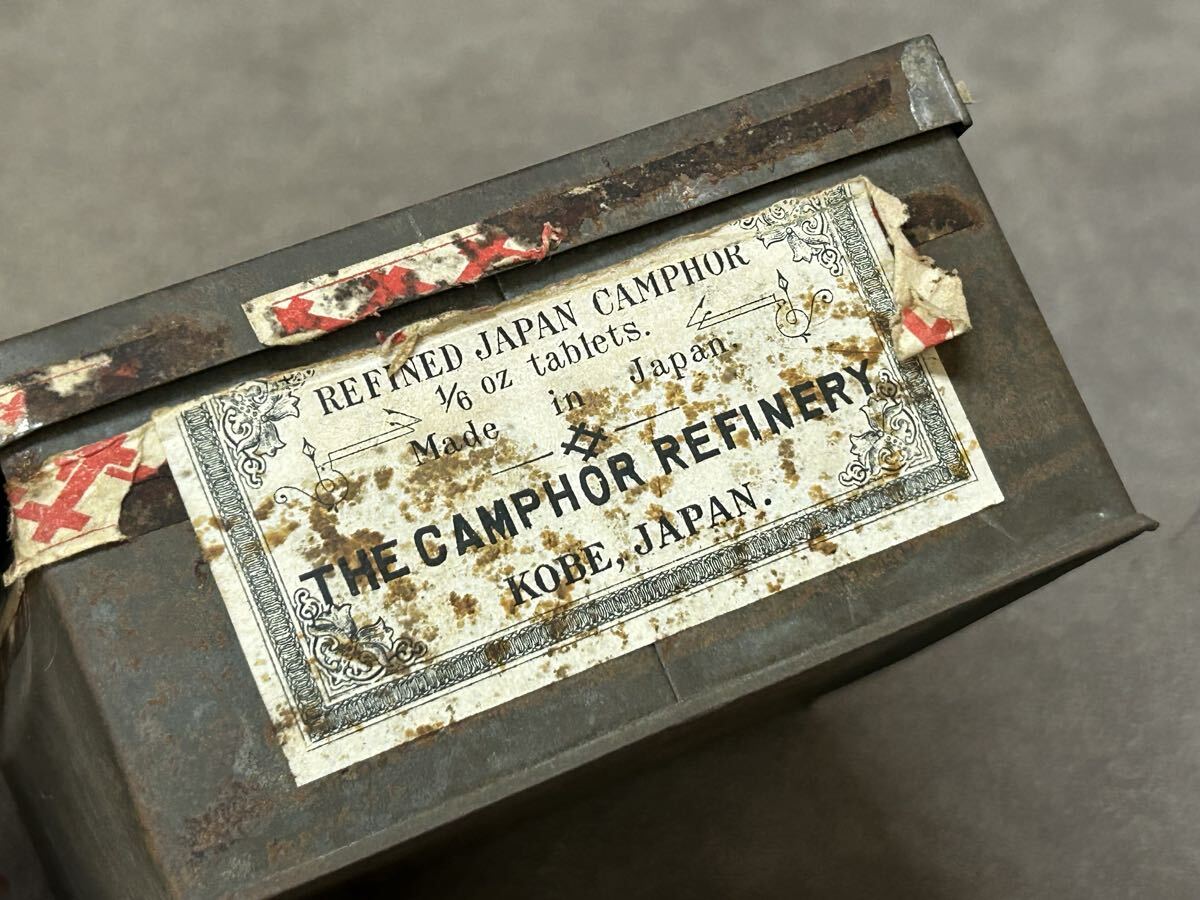 REFINED JAPAN CAMPHOR
1/6 oz tablets.
Made in Japan.
THE CAMPHOR REFINERY
KOBE, JAPAN.